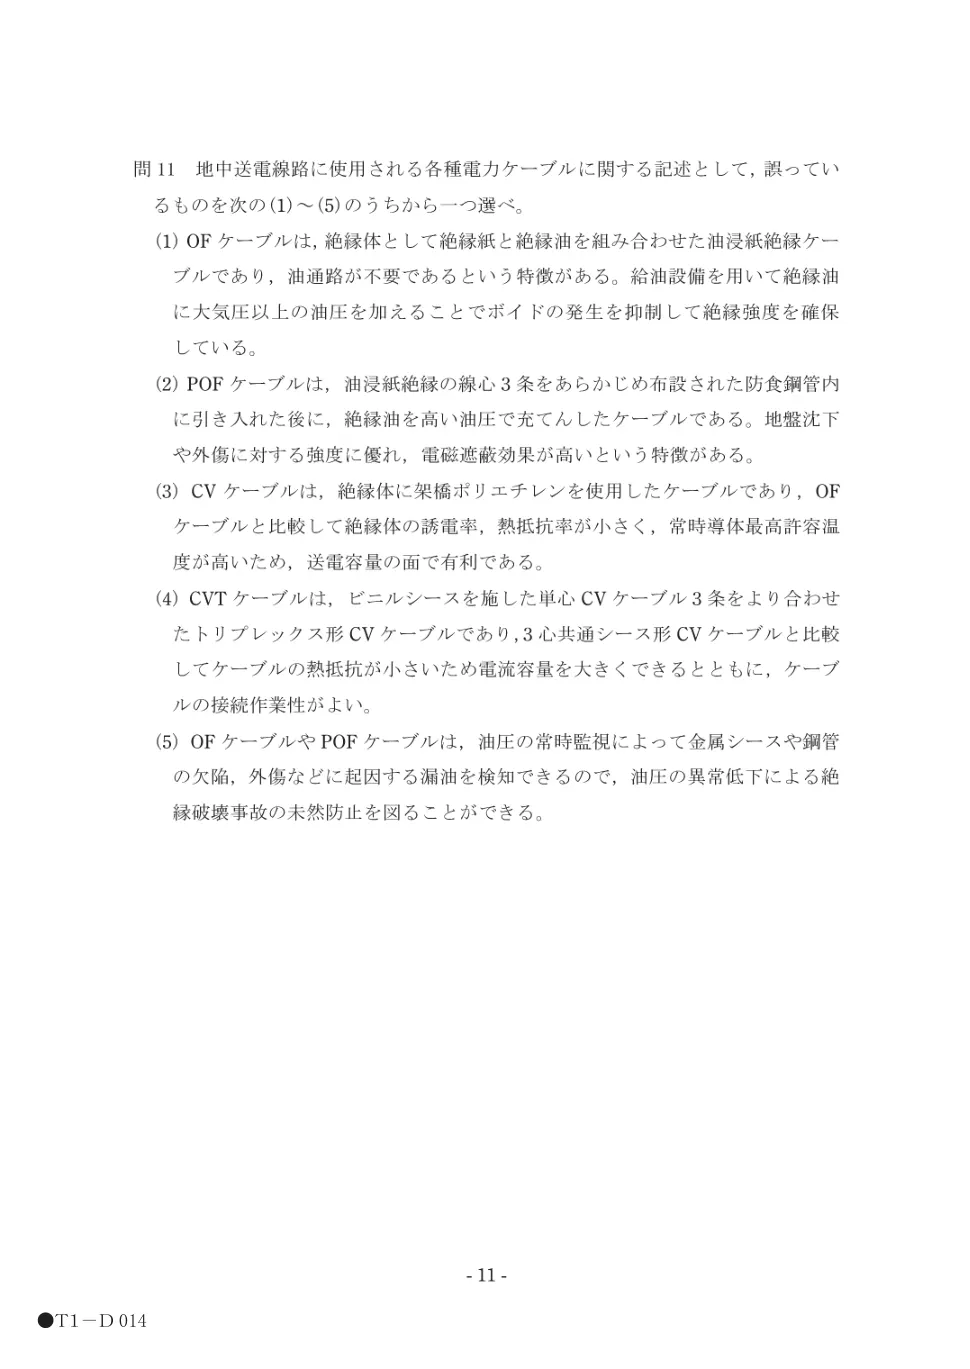 問11　地中送電線路に使用される各種電力ケーブルに関する記述として，誤ってい
るものを次の(1)～(5)のうちから一つ選べ。
(1) OF ケーブルは，絶縁体として絶縁紙と絶縁油を組み合わせた油浸紙絶縁ケー
ブルであり，油通路が不要であるという特徴がある。給油設備を用いて絶縁油
に大気圧以上の油圧を加えることでボイドの発生を抑制して絶縁強度を確保
している。
(2) POF ケーブルは，油浸紙絶縁の線心 3 条をあらかじめ布設された防食鋼管内
に引き入れた後に，絶縁油を高い油圧で充てんしたケーブルである。地盤沈下
や外傷に対する強度に優れ，電磁遮蔽効果が高いという特徴がある。
(3) CV ケーブルは，絶縁体に架橋ポリエチレンを使用したケーブルであり，OF
ケーブルと比較して絶縁体の誘電率，熱抵抗率が小さく，常時導体最高許容温
度が高いため，送電容量の面で有利である。
(4) CVT ケーブルは，ビニルシースを施した単心 CV ケーブル 3 条をより合わせ
たトリプレックス形 CV ケーブルであり，3 心共通シース形 CV ケーブルと比較
してケーブルの熱抵抗が小さいため電流容量を大きくできるとともに，ケーブ
ルの接続作業性がよい。
(5) OF ケーブルや POF ケーブルは，油圧の常時監視によって金属シースや鋼管
の欠陥，外傷などに起因する漏油を検知できるので，油圧の異常低下による絶
縁破壊事故の未然防止を図ることができる。
- 11 -
●T1－D 014